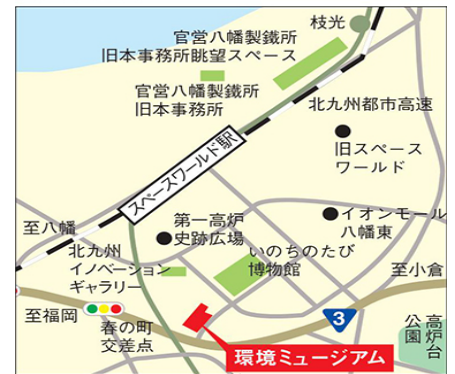 枝光
官営八幡製鐵所
旧本事務所眺望スペース
官営八幡製鐵所
旧本事務所
北九州都市高速
旧スペース
ワールド
スペースワールド駅
至八幡
第一高炉
史跡広場
イオンモール
八幡東
北九州
イノベーション
ギャラリー
いのちのたび
博物館
至小倉
至福岡
春の町
交差点
3
高炉台
公園
環境ミュージアム